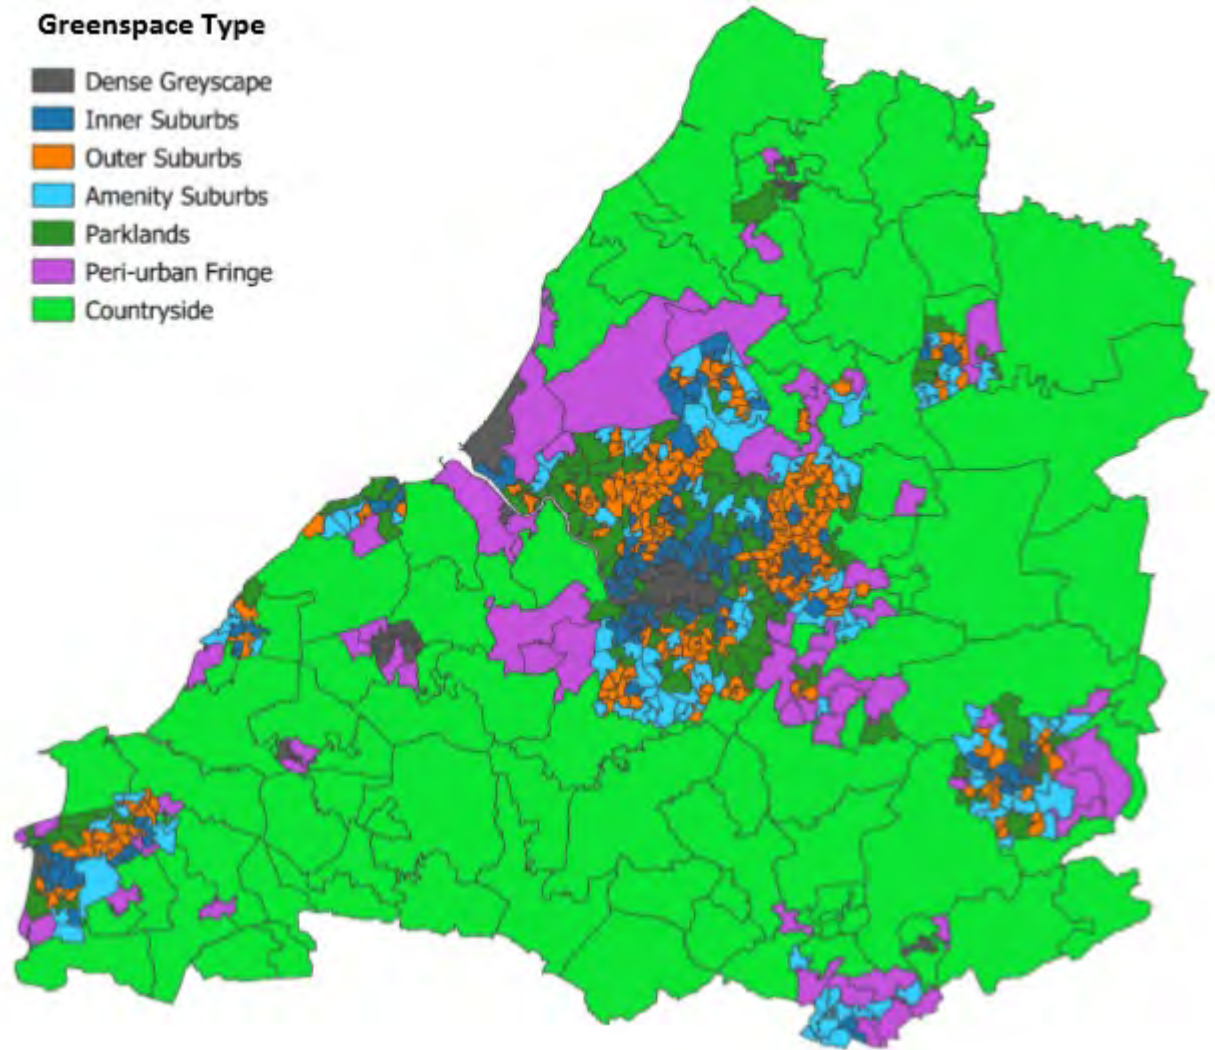 Greenspace Type
Dense Greyscape
Inner Suburbs
Outer Suburbs
Amenity Suburbs
Parklands
Peri-urban Fringe
Countryside